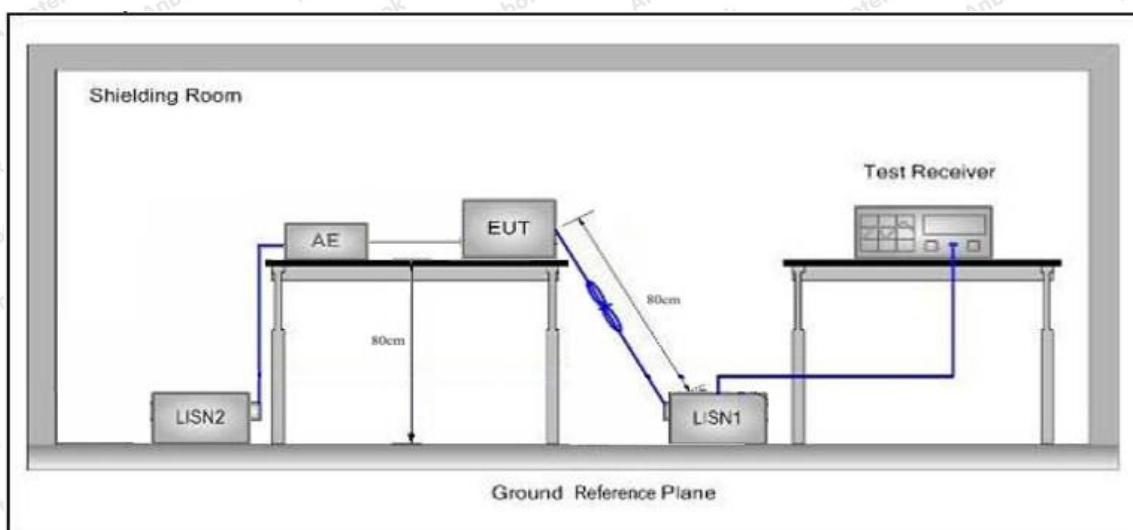 Shielding Room
Test Receiver
AE
EUT
80cm
80cm
LISN2
LISN1
Ground Reference Plane